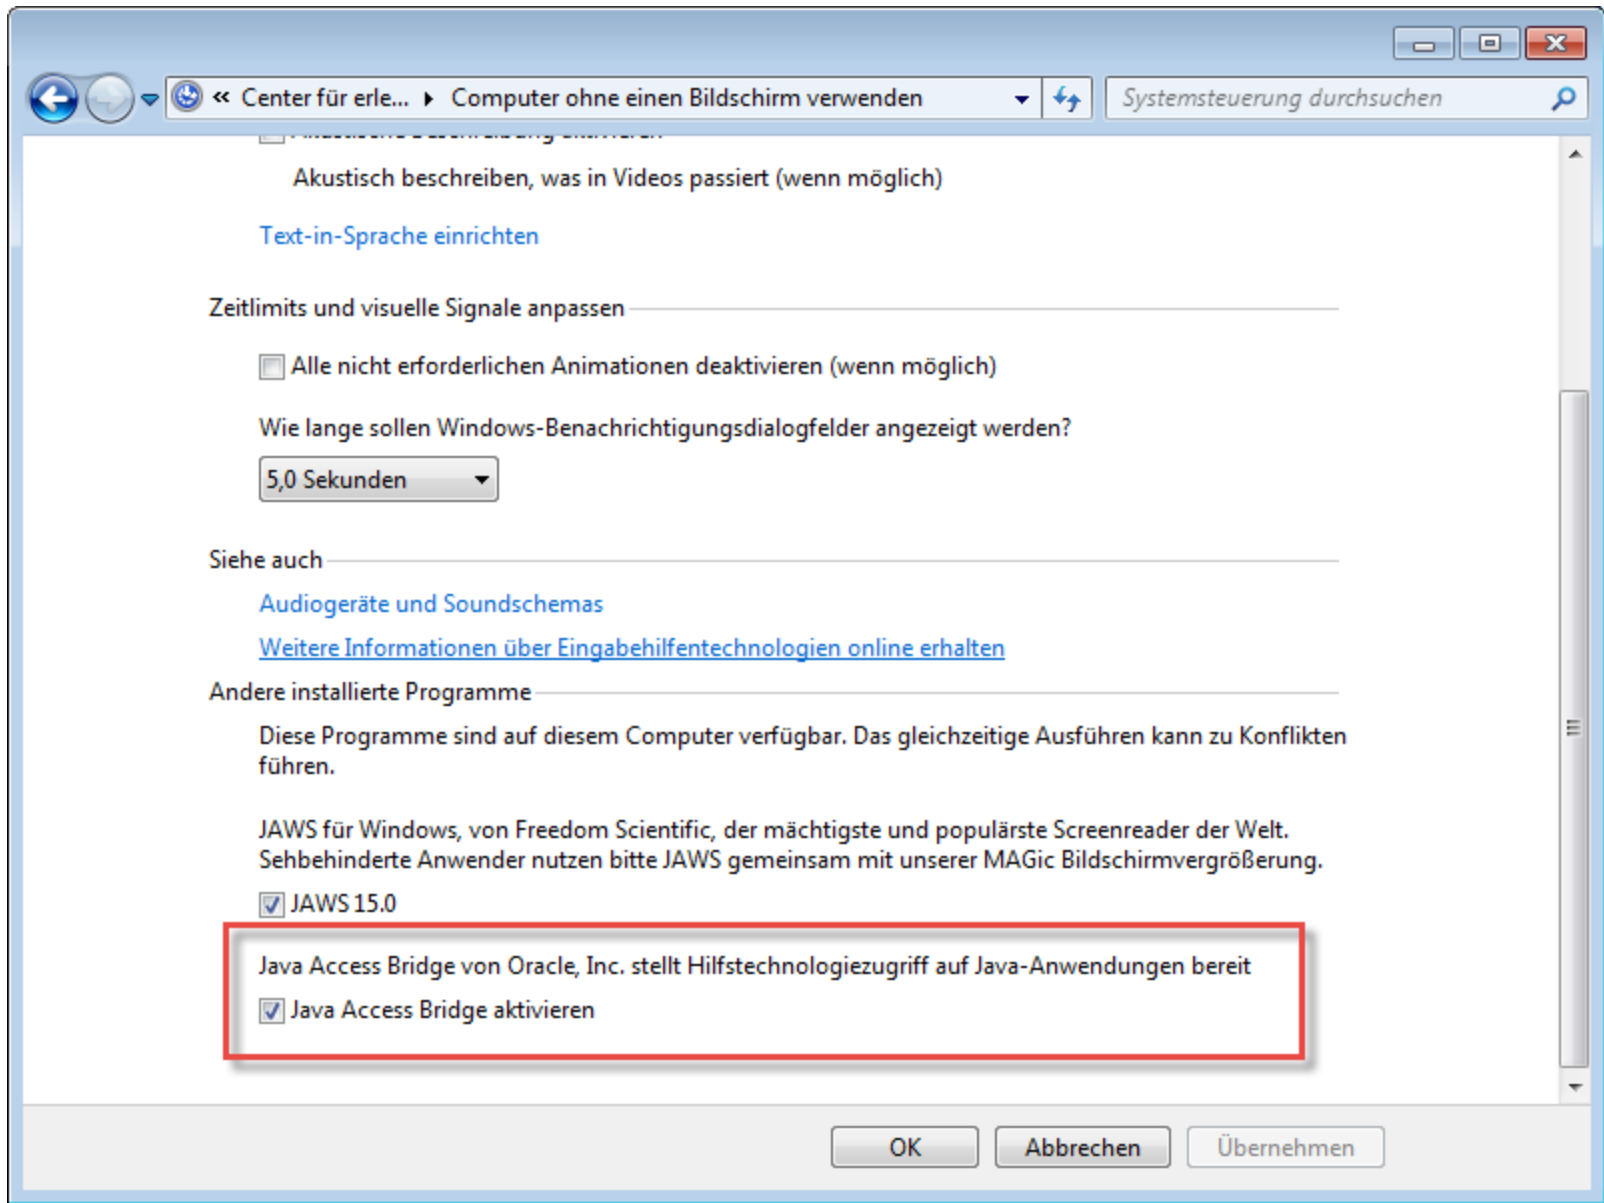 « Center für erle... Computer ohne einen Bildschirm verwenden
Systemsteuerung durchsuchen
Akustische Beschreibung aktivieren
Akustisch beschreiben, was in Videos passiert (wenn möglich)
Text-in-Sprache einrichten
Zeitlimits und visuelle Signale anpassen
Alle nicht erforderlichen Animationen deaktivieren (wenn möglich)
Wie lange sollen Windows-Benachrichtigungsdialogfelder angezeigt werden?
5,0 Sekunden
Siehe auch
Audiogeräte und Soundschemas
Weitere Informationen über Eingabehilfentechnologien online erhalten
Andere installierte Programme
Diese Programme sind auf diesem Computer verfügbar. Das gleichzeitige Ausführen kann zu Konflikten
führen.
JAWS für Windows, von Freedom Scientific, der mächtigste und populärste Screenreader der Welt.
Sehbehinderte Anwender nutzen bitte JAWS gemeinsam mit unserer MAGic Bildschirmvergrößerung.
JAWS 15.0
Java Access Bridge von Oracle, Inc. stellt Hilfstechnologiezugriff auf Java-Anwendungen bereit
Java Access Bridge aktivieren
OK
Abbrechen
Übernehmen